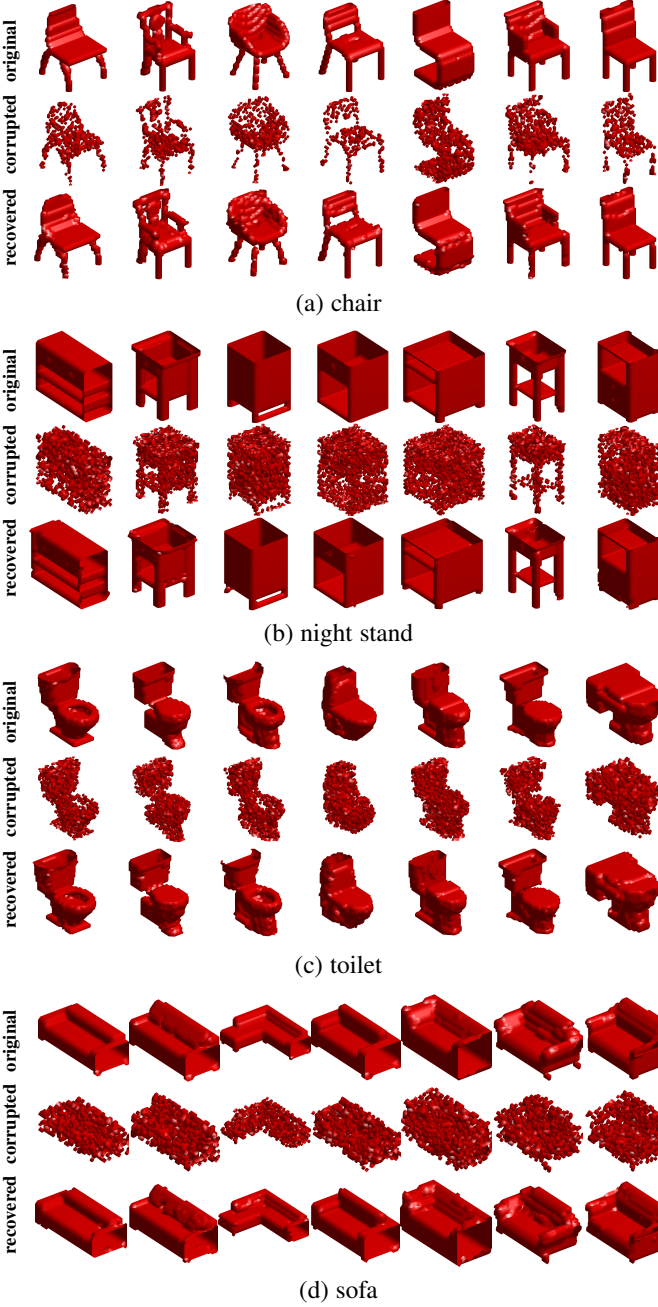 original
corrupted
recovered
(a) chair
original
corrupted
recovered
(b) night stand
original
corrupted
recovered
(c) toilet
original
corrupted
recovered
(d) sofa